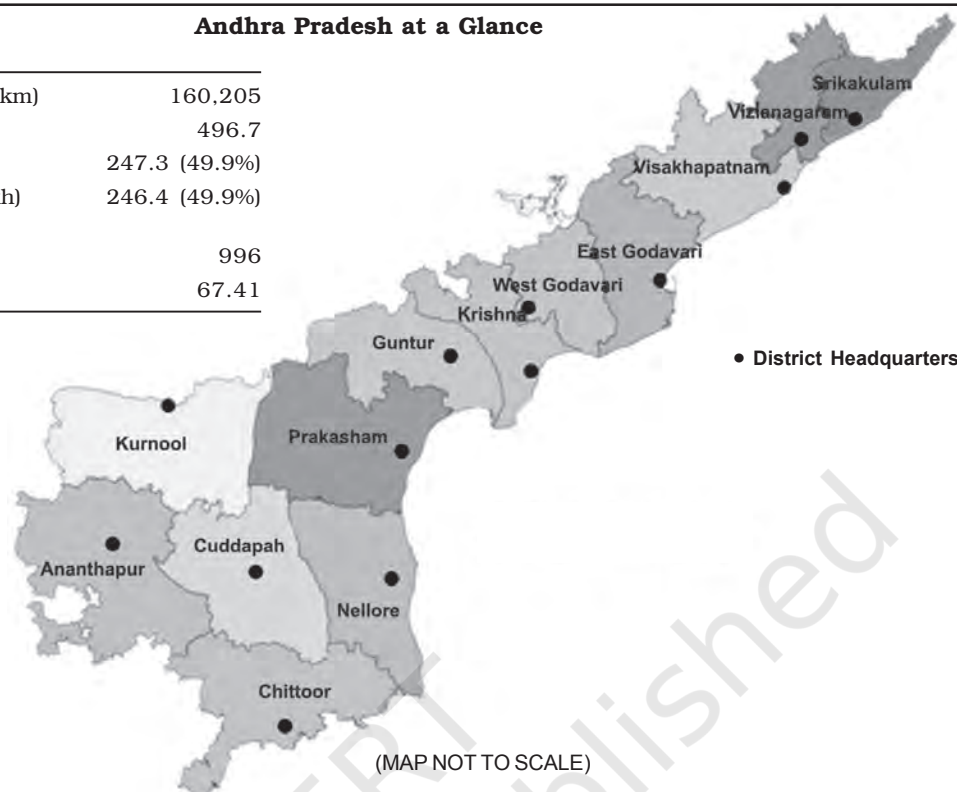 Andhra Pradesh at a Glance
km) 160,205
496.7
247.3 (49.9%)
h) 246.4 (49.9%)
996
67.41
Srikakulam
Vizianagaram
Visakhapatnam
East Godavari
West Godavari
Krishna
Guntur
• District Headquarters
Prakasham
Kurnool
Cuddapah
Ananthapur
Nellore
Chittoor
(MAP NOT TO SCALE)
ERT
blished